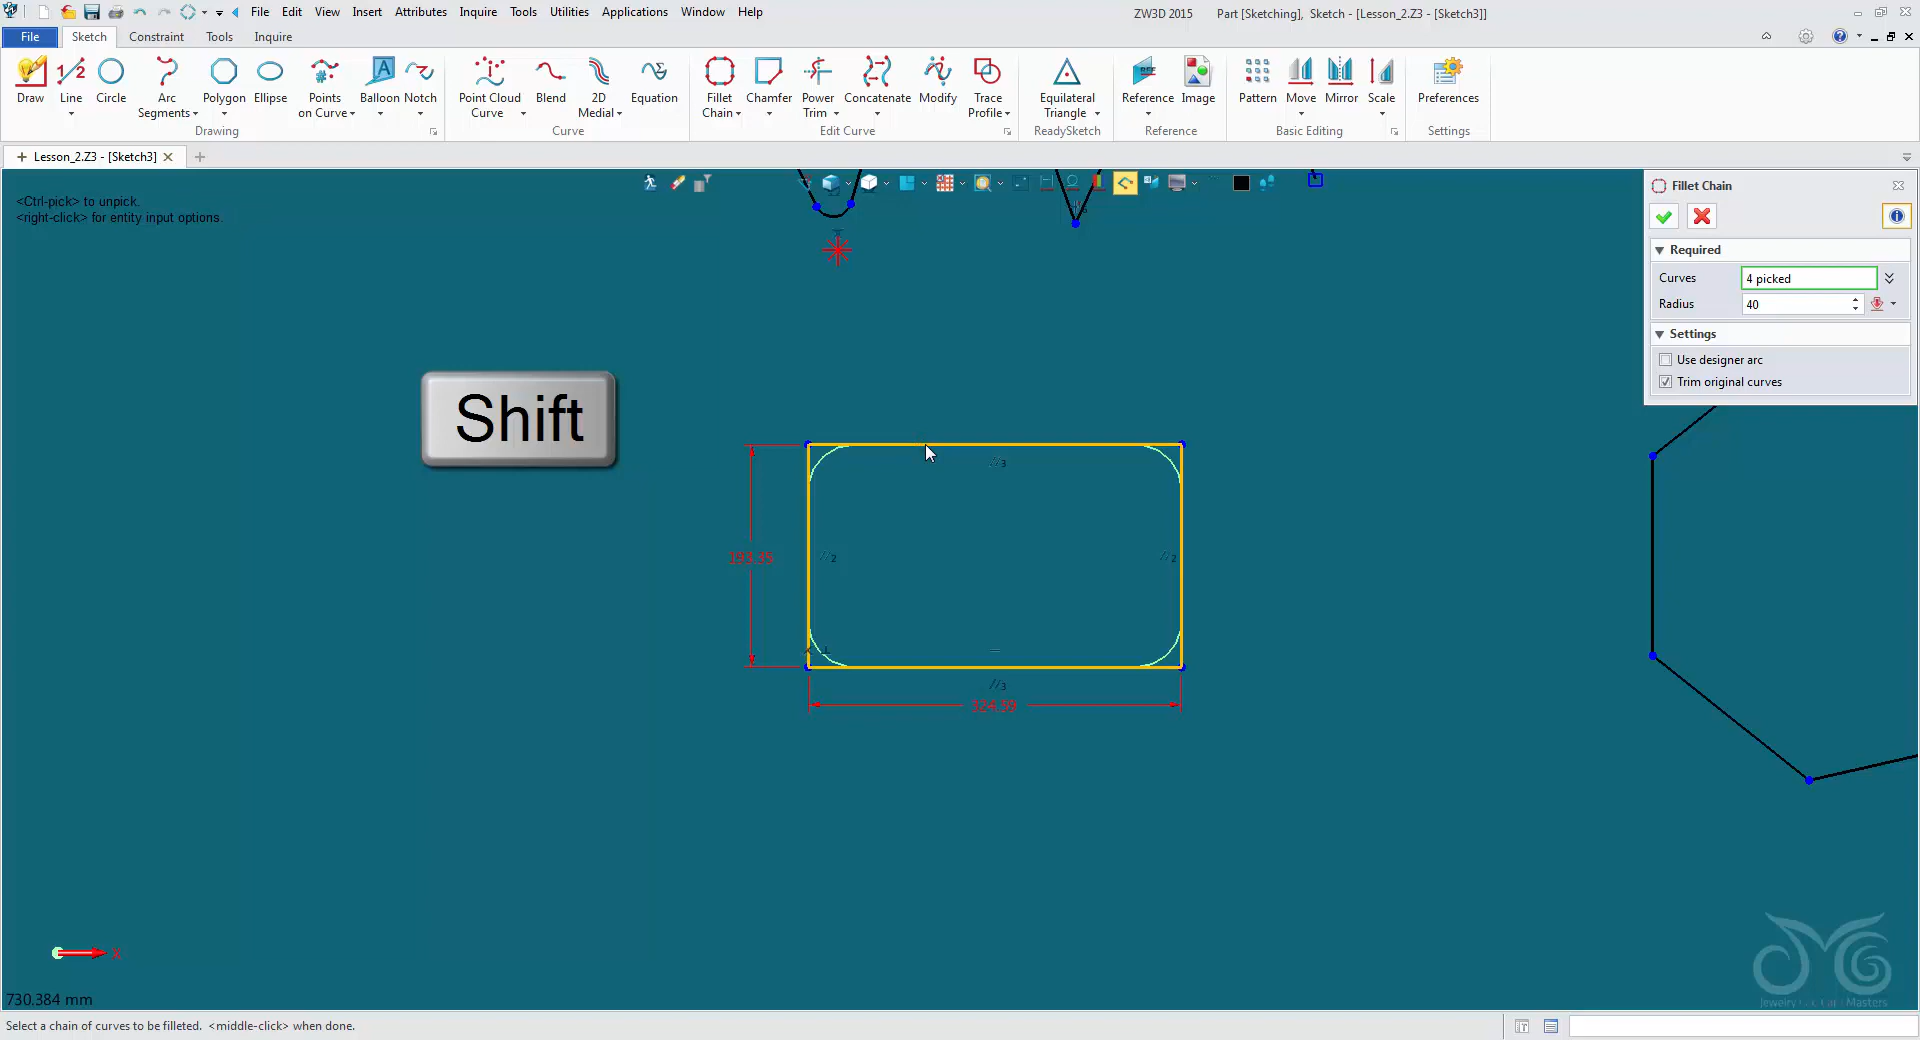 File Edit View Insert Attributes Inquire Tools Utilities Applications Window Help
ZW3D 2015 Part [Sketching], Sketch - [Lesson_2.Z3 - [Sketch3]]
File Sketch Constraint Tools Inquire
Draw Line Circle Arc Segments Polygon Ellipse Points on Curve Balloon Notch
Drawing
Point Cloud Curve Blend 2D Medial Equation
Curve
Fillet Chain Chamfer Power Trim Concatenate Modify Trace Profile
Edit Curve
Equilateral Triangle
ReadySketch
Reference Image
Reference
Pattern Move Mirror Scale
Basic Editing
Preferences
Settings
Lesson_2.Z3 - [Sketch3]
<Ctrl-pick> to unpick.
<right-click> for entity input options.
Fillet Chain
Required
Curves 4 picked
Radius 40
Settings
Use designer arc
Trim original curves
Shift
193.35
324.59
X
730.384 mm
Select a chain of curves to be filleted. <middle-click> when done.